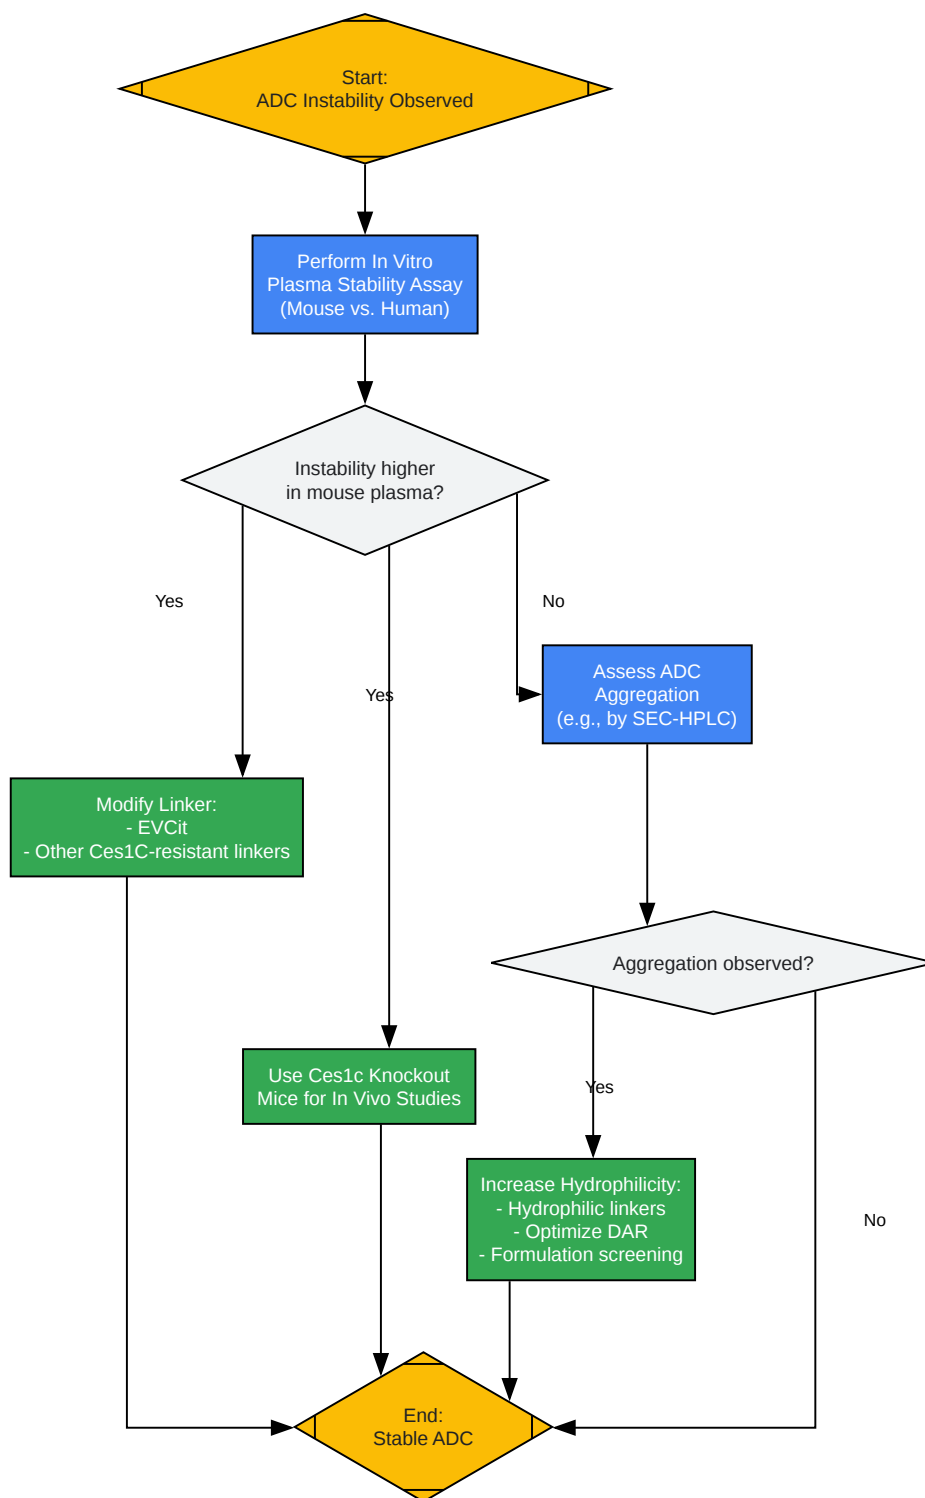 Start:
ADC Instability Observed
Perform In Vitro
Plasma Stability Assay
(Mouse vs. Human)
Instability higher
in mouse plasma?
Yes
No
Yes
Assess ADC
Aggregation
(e.g., by SEC-HPLC)
Modify Linker:
- EVCit
- Other Ces1C-resistant linkers
Aggregation observed?
Use Ces1c Knockout
Mice for In Vivo Studies
Yes
Increase Hydrophilicity:
- Hydrophilic linkers
- Optimize DAR
- Formulation screening
No
End:
Stable ADC